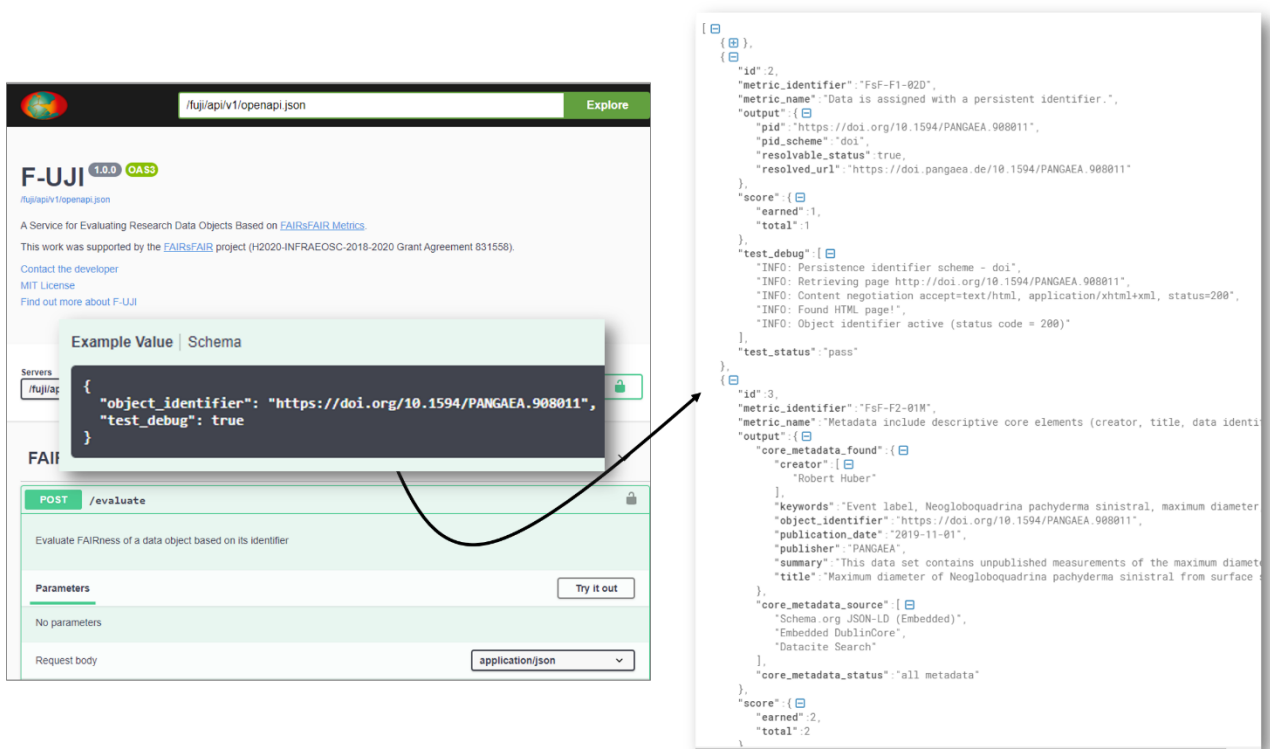 /fuji/api/v1/openapi.json
Explore
F-UJI 1.0.0 OAS3
/fuji/api/v1/openapi.json
A Service for Evaluating Research Data Objects Based on FAIRsFAIR Metrics.
This work was supported by the FAIRsFAIR project (H2020-INFRAEOSC-2018-2020 Grant Agreement 831558).
Contact the developer
MIT License
Find out more about F-UJI
Example Value | Schema
{
"object_identifier": "https://doi.org/10.1594/PANGAEA.908011",
"test_debug": true
}
Servers
/fuji/ap
FAI
POST /evaluate
Evaluate FAIRness of a data object based on its identifier
Parameters
Try it out
No parameters
Request body
application/json
[
{ },
{
"id":2,
"metric_identifier":"FsF-F1-02D",
"metric_name":"Data is assigned with a persistent identifier.",
"output":{
"pid":"https://doi.org/10.1594/PANGAEA.908011",
"pid_scheme":"doi",
"resolvable_status":true,
"resolved_url":"https://doi.pangaea.de/10.1594/PANGAEA.908011"
},
"score":{
"earned":1,
"total":1
},
"test_debug":[
"INFO: Persistence identifier scheme - doi",
"INFO: Retrieving page http://doi.org/10.1594/PANGAEA.908011",
"INFO: Content negotiation accept=text/html, application/xhtml+xml, status=200",
"INFO: Found HTML page!",
"INFO: Object identifier active (status code = 200)"
],
"test_status":"pass"
},
{
"id":3,
"metric_identifier":"FsF-F2-01M",
"metric_name":"Metadata include descriptive core elements (creator, title, data identi
"output":{
"core_metadata_found":{
"creator":[
"Robert Huber"
],
"keywords":"Event label, Neogloboquadrina pachyderma sinistral, maximum diameter
"object_identifier":"https://doi.org/10.1594/PANGAEA.908011",
"publication_date":"2019-11-01",
"publisher":"PANGAEA",
"summary":"This data set contains unpublished measurements of the maximum diamet
"title":"Maximum diameter of Neogloboquadrina pachyderma sinistral from surface
},
"core_metadata_source":[
"Schema.org JSON-LD (Embedded)",
"Embedded DublinCore",
"Datacite Search"
],
"core_metadata_status":"all metadata"
},
"score":{
"earned":2,
"total":2
}